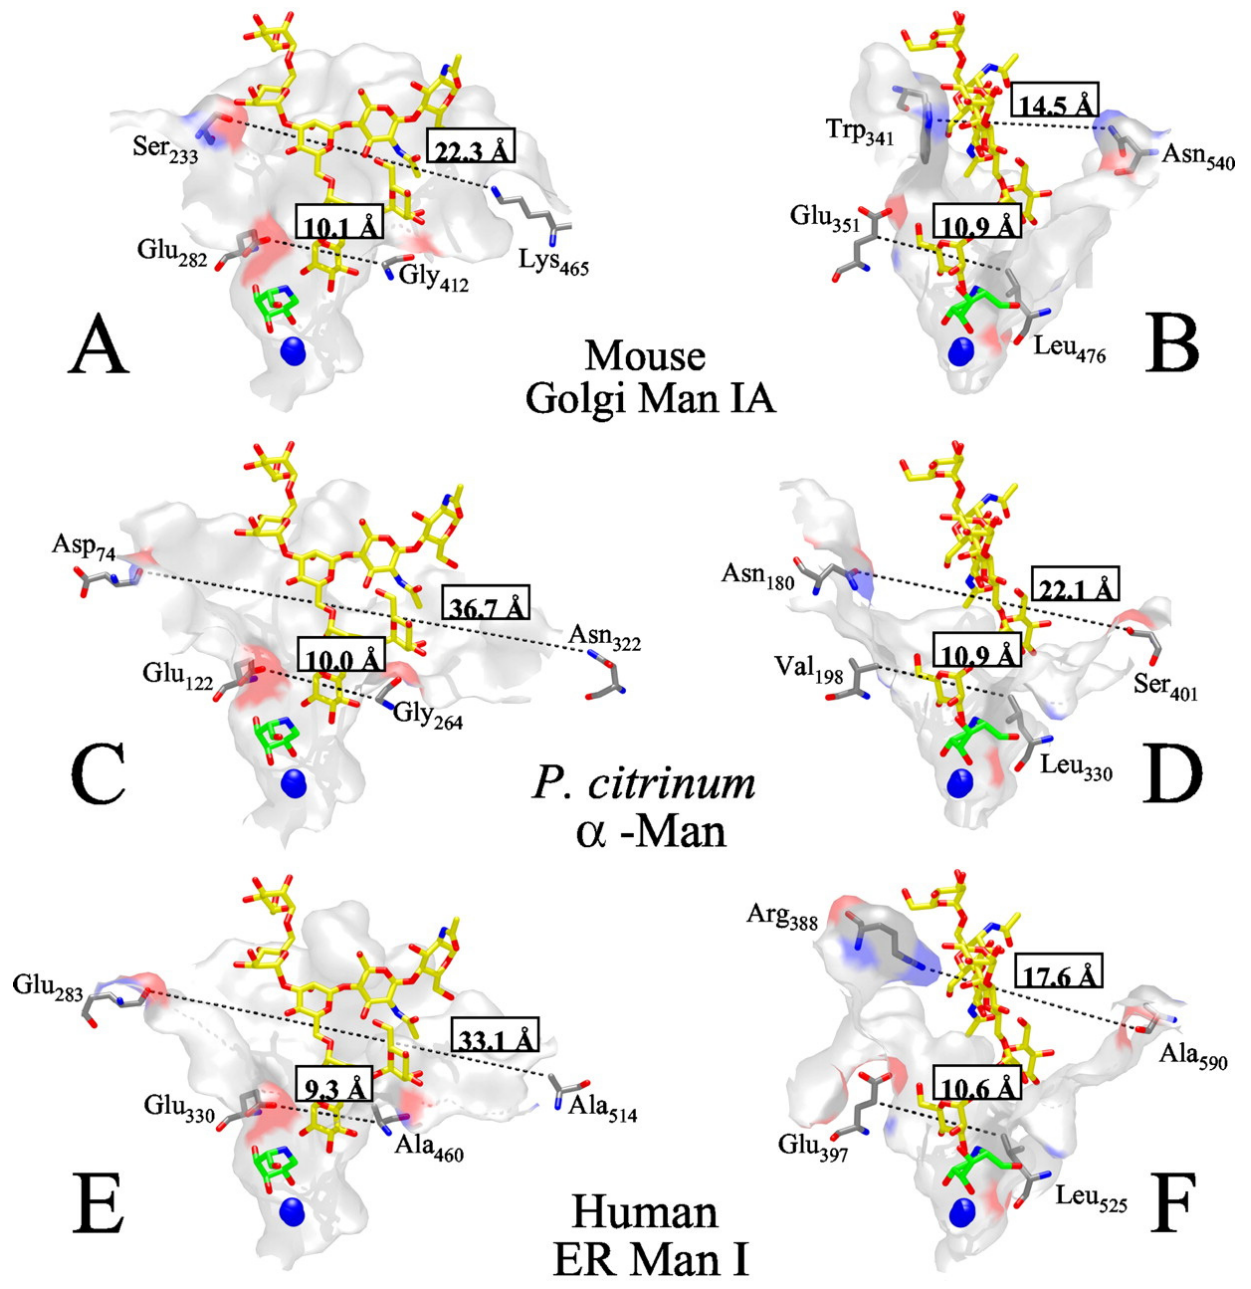 Ser233
22.3 Å
10.1 Å
Glu282
Gly412
Lys465
A
14.5 Å
Trp341
Asn540
Glu351
10.9 Å
Leu476
B
Mouse
Golgi Man IA
Asp74
36.7 Å
Asn322
10.0 Å
Glu122
Gly264
C
Asn180
22.1 Å
10.9 Å
Val198
Ser401
Leu330
D
P. citrinum
α -Man
Glu283
33.1 Å
9.3 Å
Glu330
Ala514
Ala460
E
Arg388
17.6 Å
Ala590
10.6 Å
Glu397
Leu525
F
Human
ER Man I